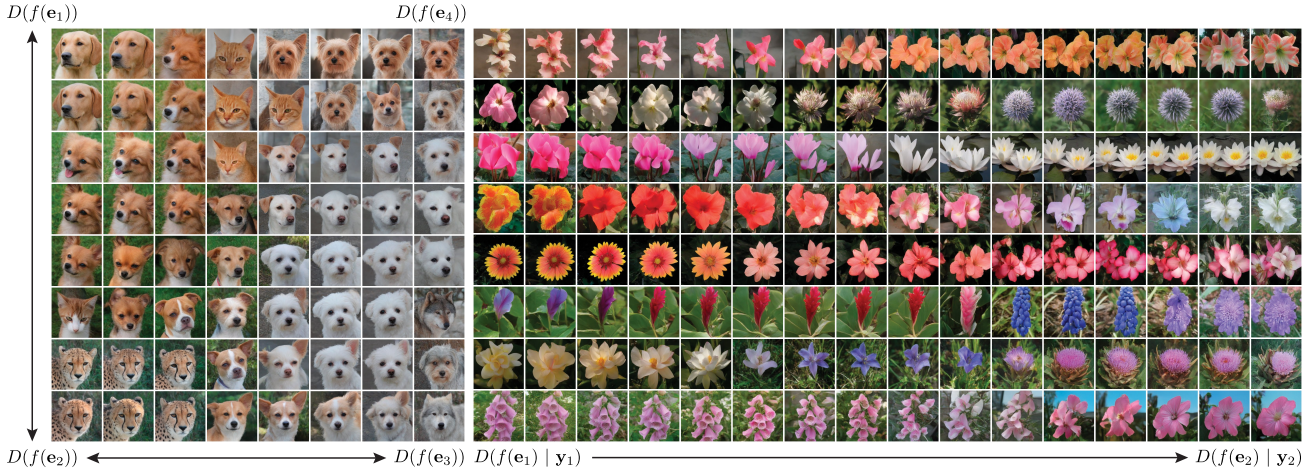 D(f(e₁)) D(f(e₄))
D(f(e₂)) D(f(e₃)) D(f(e₁) | y₁) D(f(e₂) | y₂)